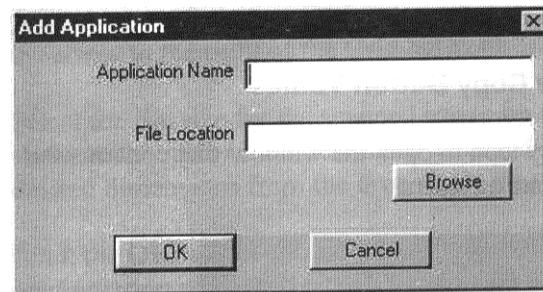 Add Application
Application Name
File Location
Browse
OK
Cancel